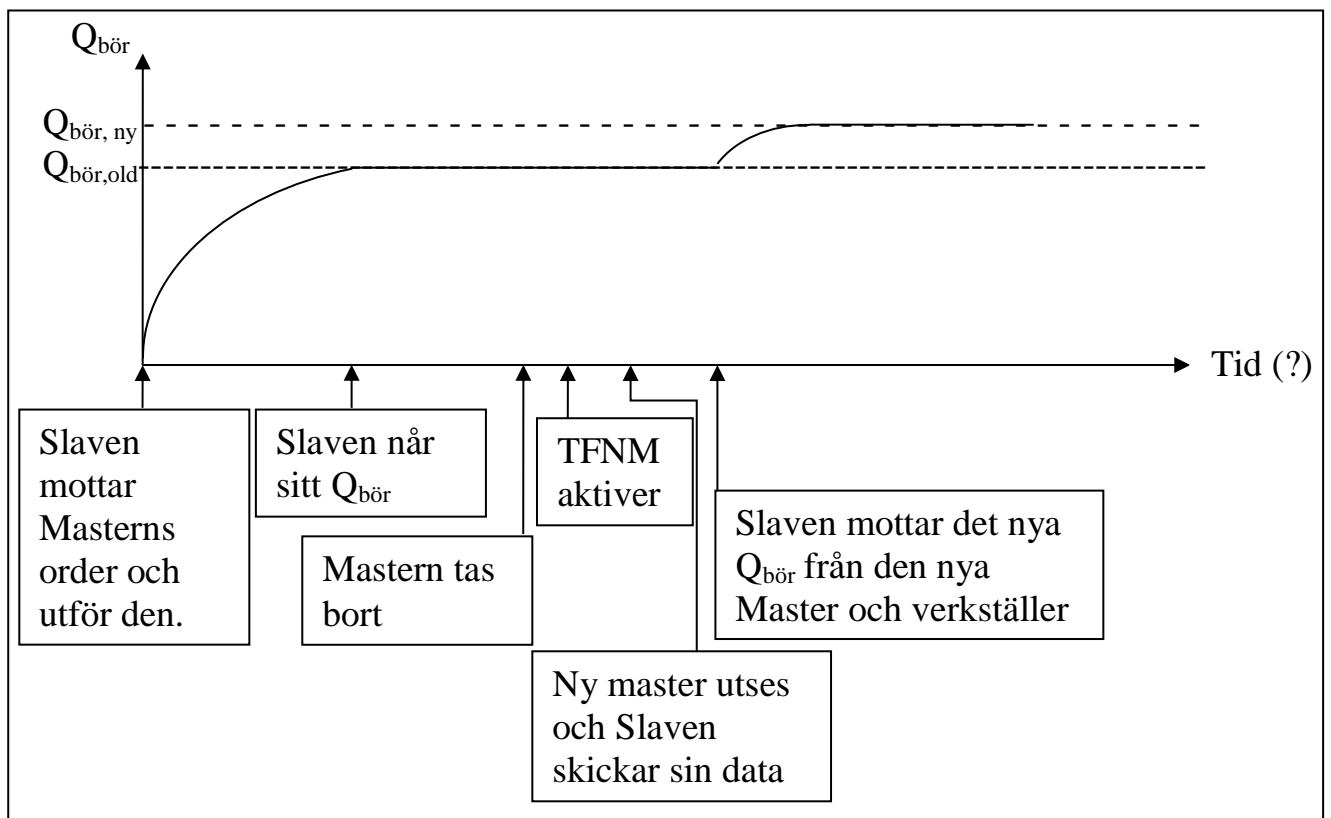 Qbör
Qbör, ny
Qbör,old
Tid (?)
Slaven
mottar
Masterns
order och
utför den.
Slaven når
sitt Qbör
Mastern tas
bort
TFNM
aktiver
Ny master utses
och Slaven
skickar sin data
Slaven mottar det nya
Qbör från den nya
Master och verkställer